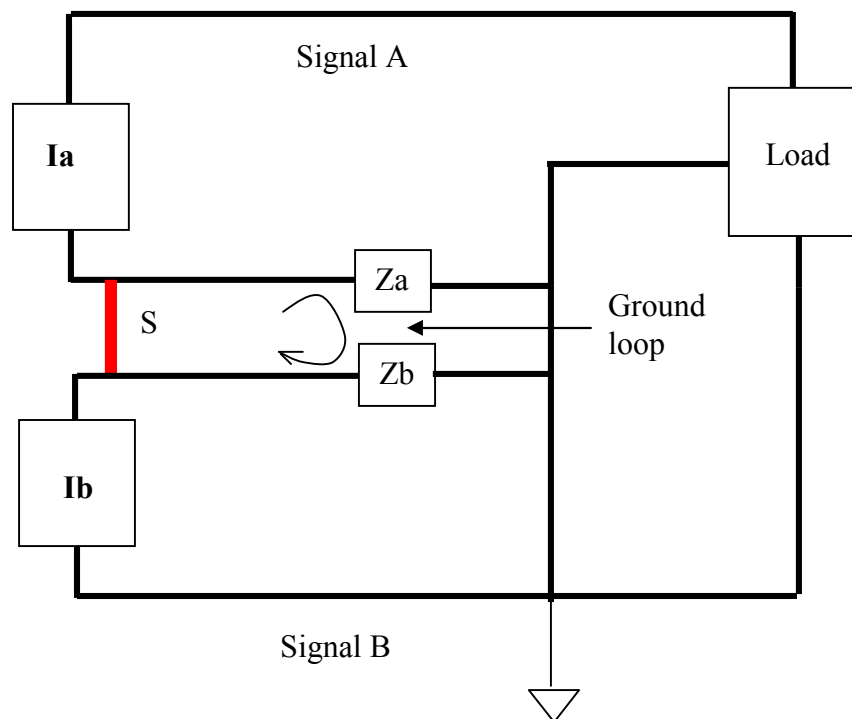 Signal A
Ia
Load
Za
S
Ground
loop
Zb
Ib
Signal B